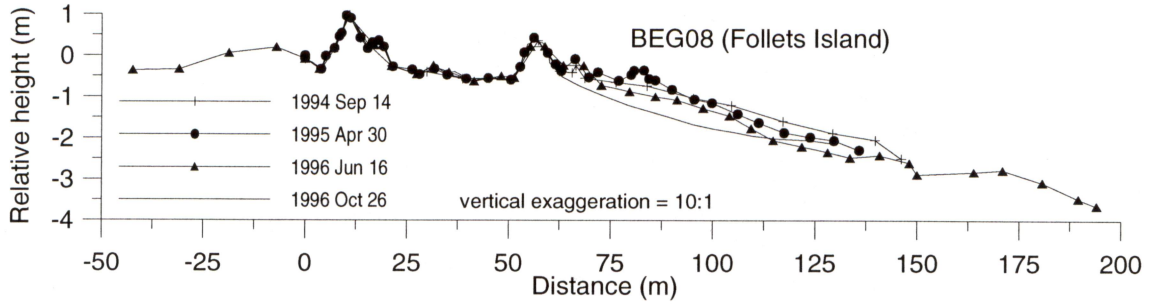 Relative height (m)
1
0
-1
-2
-3
-4
BEG08 (Follets Island)
1994 Sep 14
1995 Apr 30
1996 Jun 16
1996 Oct 26
vertical exaggeration = 10:1
-50 -25 0 25 50 75 100 125 150 175 200
Distance (m)